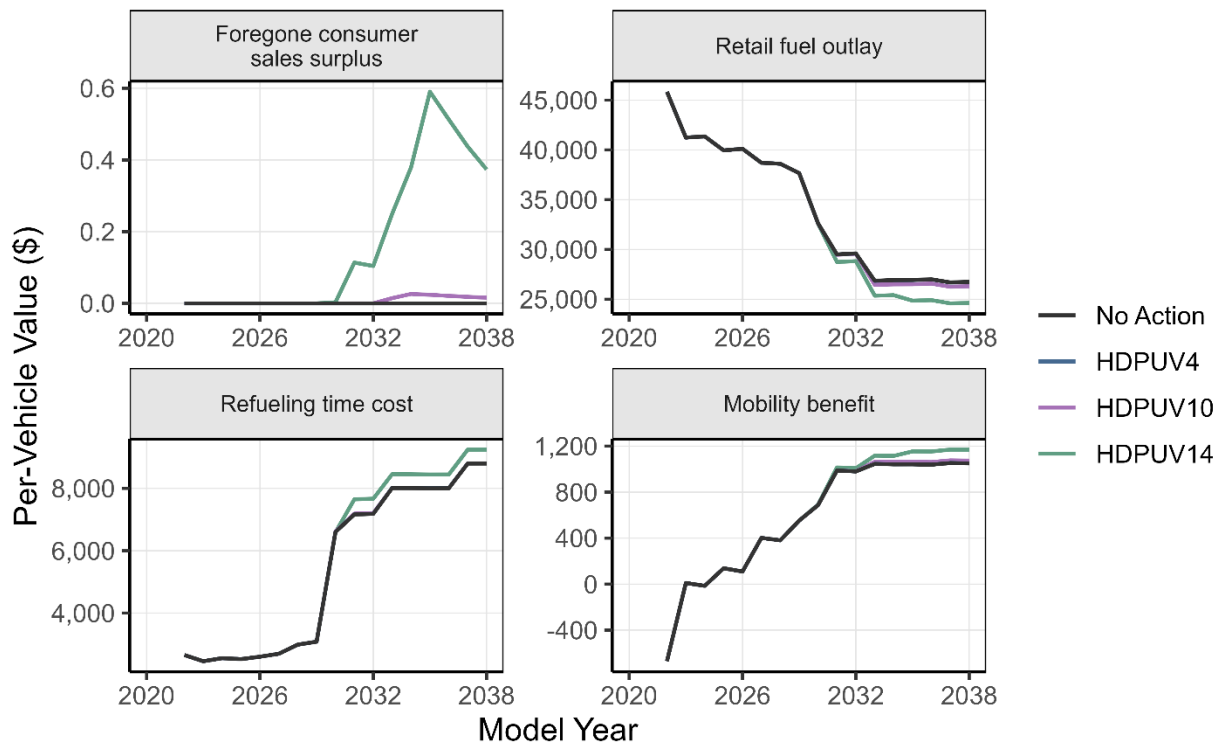 Foregone consumer
sales surplus
Retail fuel outlay
0.6
0.4
0.2
0.0
45,000
40,000
35,000
30,000
25,000
2020 2026 2032 2038
2020 2026 2032 2038
Refueling time cost
Mobility benefit
8,000
6,000
4,000
1,200
800
400
0
-400
2020 2026 2032 2038
2020 2026 2032 2038
Per-Vehicle Value ($)
Model Year
No Action
HDPUV4
HDPUV10
HDPUV14